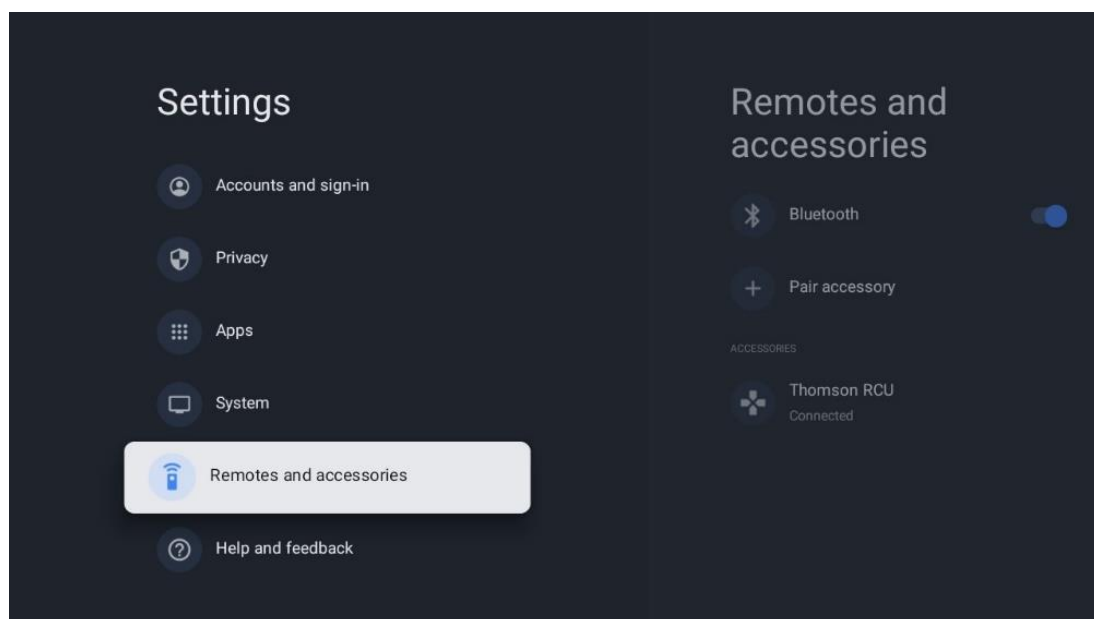 Settings
Accounts and sign-in
Privacy
Apps
System
Remotes and accessories
Help and feedback
Remotes and
accessories
Bluetooth
Pair accessory
ACCESSORIES
Thomson RCU
Connected